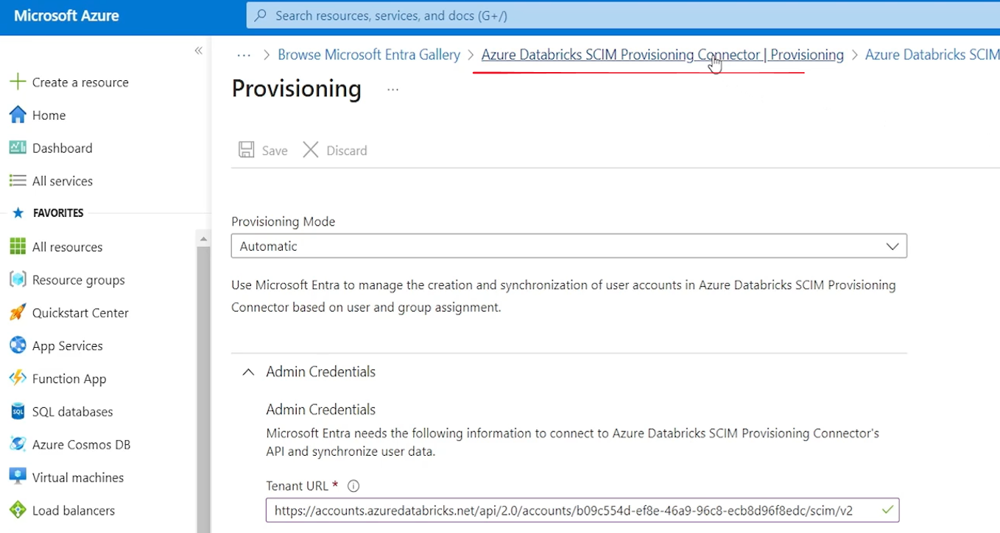 Microsoft Azure
Search resources, services, and docs (G+/)
«
··· > Browse Microsoft Entra Gallery > Azure Databricks SCIM Provisioning Connector | Provisioning > Azure Databricks SCIM
Provisioning ···
Create a resource
Home
Dashboard
All services
FAVORITES
All resources
Resource groups
Quickstart Center
App Services
Function App
SQL databases
Azure Cosmos DB
Virtual machines
Load balancers
Save Discard
Provisioning Mode
Automatic
Use Microsoft Entra to manage the creation and synchronization of user accounts in Azure Databricks SCIM Provisioning
Connector based on user and group assignment.
Admin Credentials
Admin Credentials
Microsoft Entra needs the following information to connect to Azure Databricks SCIM Provisioning Connector's
API and synchronize user data.
Tenant URL *
https://accounts.azuredatabricks.net/api/2.0/accounts/b09c554d-ef8e-46a9-96c8-ecb8d96f8edc/scim/v2